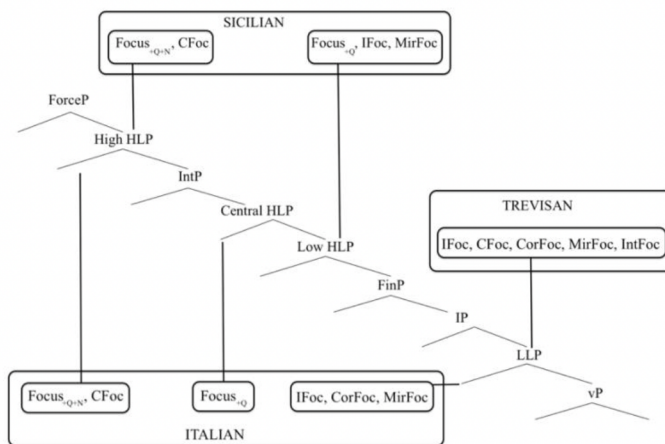 SICILIAN
Focus+Q+N, CFoc
Focus+Q, IFoc, MirFoc
ForceP
High HLP
IntP
Central HLP
TREVISAN
IFoc, CFoc, CorFoc, MirFoc, IntFoc
Low HLP
FinP
IP
LLP
vP
Focus+Q+N, CFoc
Focus+Q
IFoc, CorFoc, MirFoc
ITALIAN